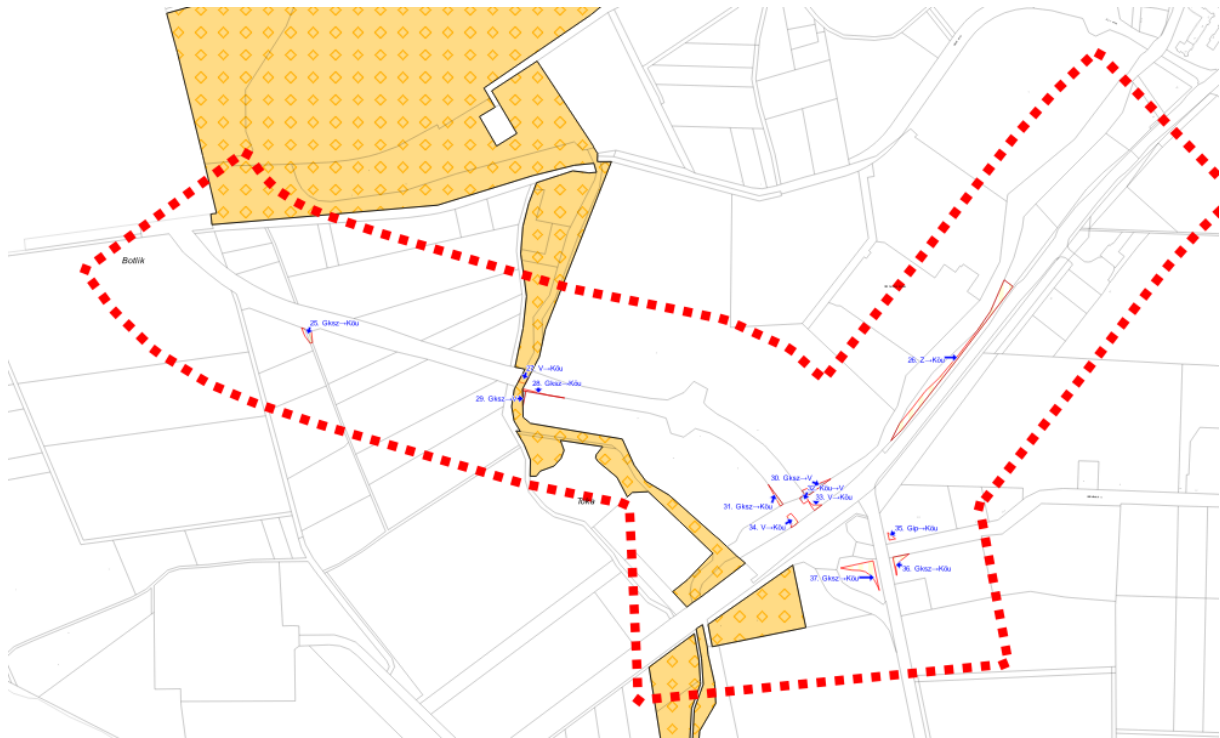 Botlik
25. Gksz→Köu
26. Z→Köu
27. V→Köu
28. Gksz→Köu
29. Gksz→V
Toka
30. Gksz→V
32. Köu→V
31. Gksz→Köu
33. V→Köu
34. V→Köu
35. Gip→Köu
36. Gksz→Köu
37. Gksz→Köu